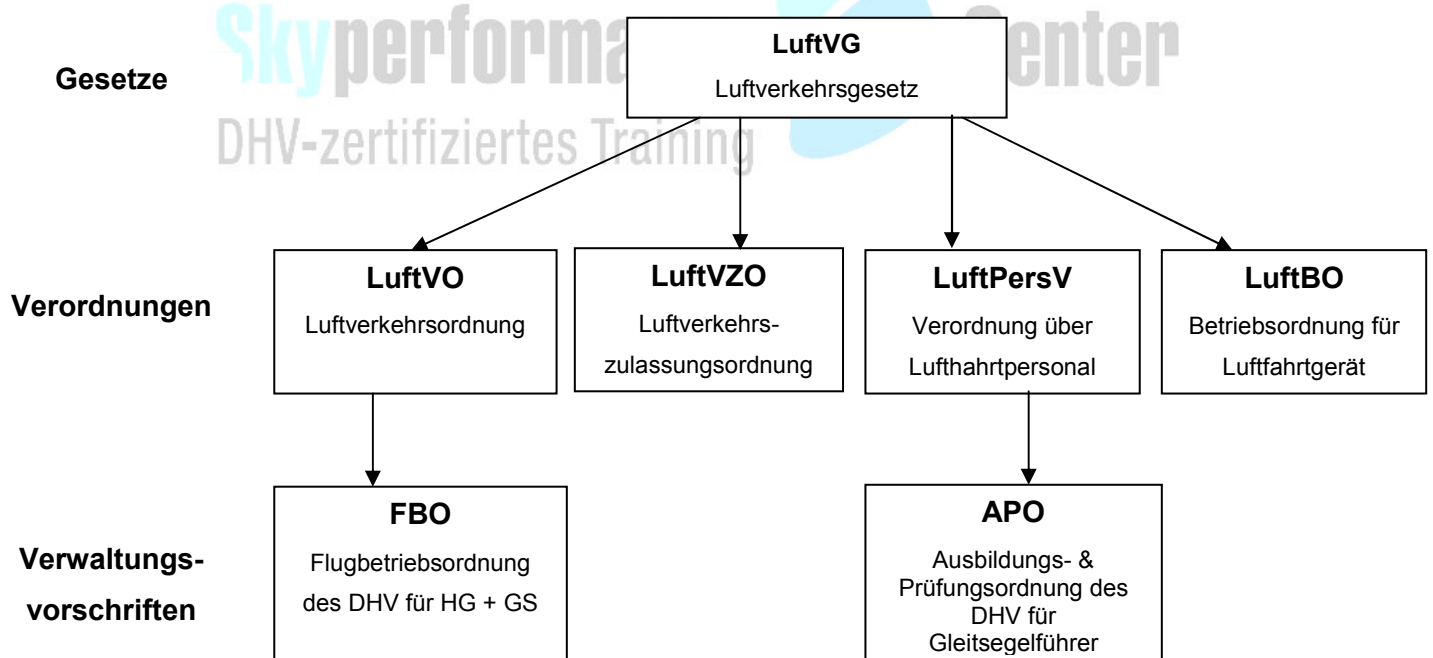 Skyperforma Center
DHV-zertifiziertes Training
Gesetze
LuftVG
Luftverkehrsgesetz
Verordnungen
LuftVO
Luftverkehrsordnung
LuftVZO
Luftverkehrs-
zulassungsordnung
LuftPersV
Verordnung über
Lufthahrtpersonal
LuftBO
Betriebsordnung für
Luftfahrtgerät
Verwaltungs-
vorschriften
FBO
Flugbetriebsordnung
des DHV für HG + GS
APO
Ausbildungs- &
Prüfungsordnung des
DHV für
Gleitsegelführer